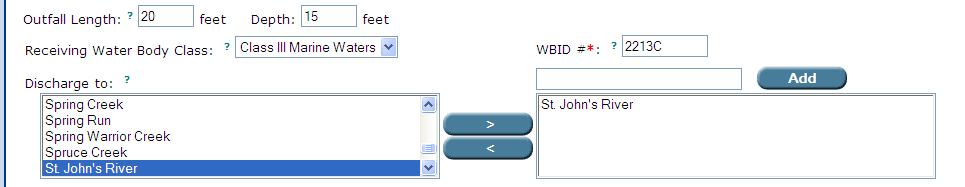 Outfall Length: ? 20 feet Depth: 15 feet
Receiving Water Body Class: ? Class III Marine Waters WBID #*: ? 2213C
Discharge to: ? Add
Spring Creek
Spring Run
Spring Warrior Creek
Spruce Creek
St. John's River
>
<
St. John's River